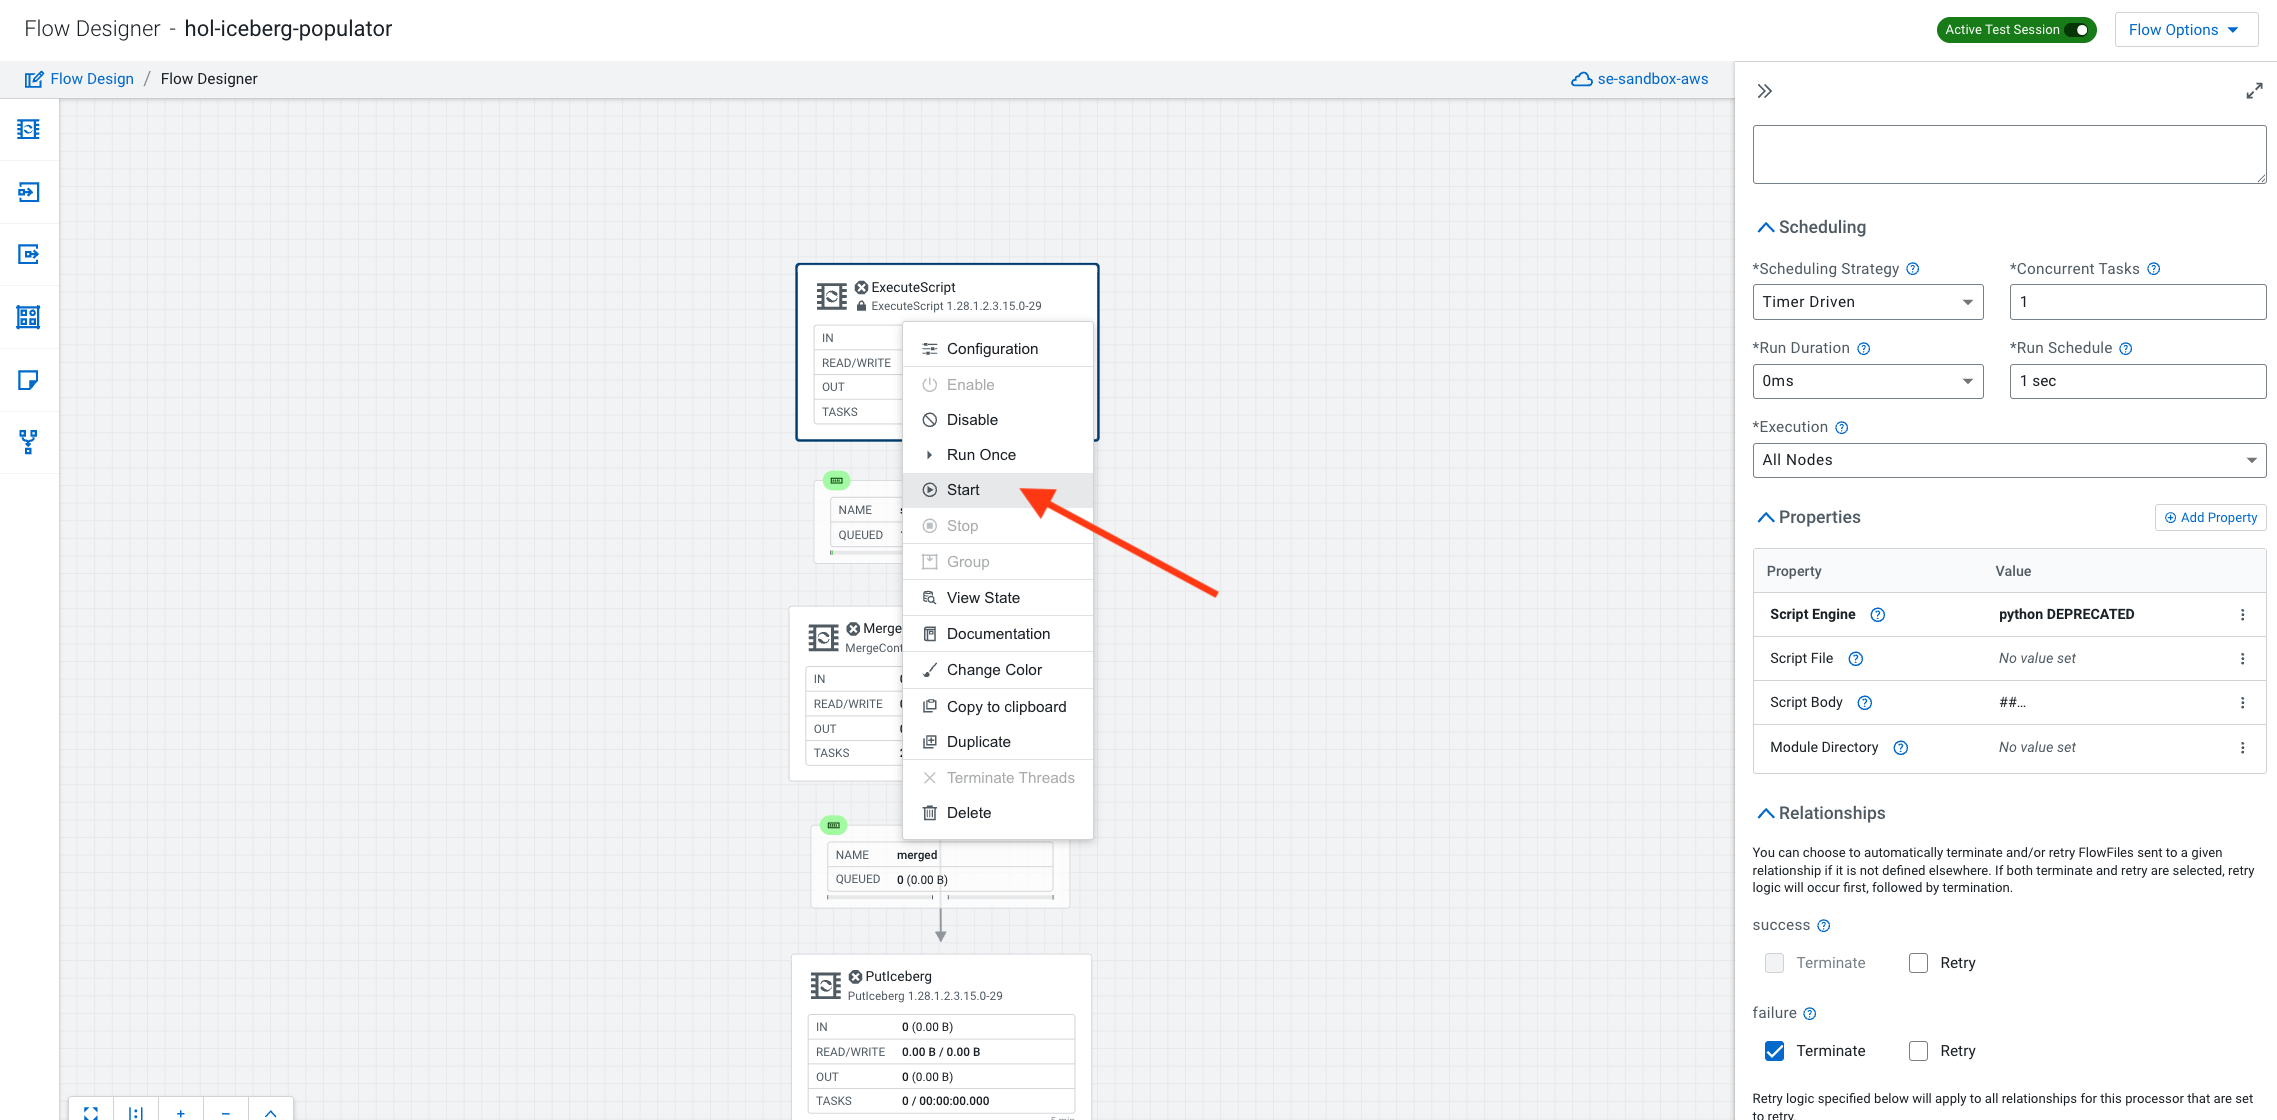 Flow Designer - hol-iceberg-populator
Active Test Session
Flow Options
Flow Design / Flow Designer
se-sandbox-aws
ExecuteScript
ExecuteScript 1.28.1.2.3.15.0-29
IN
READ/WRITE
OUT
TASKS
Configuration
Enable
Disable
Run Once
Start
Stop
Group
View State
Documentation
Change Color
Copy to clipboard
Duplicate
Terminate Threads
Delete
NAME
QUEUED
Merge
MergeCont
IN
READ/WRITE
OUT
TASKS
NAME merged
QUEUED 0 (0.00 B)
PutIceberg
PutIceberg 1.28.1.2.3.15.0-29
IN 0 (0.00 B)
READ/WRITE 0.00 B / 0.00 B
OUT 0 (0.00 B)
TASKS 0 / 00:00:00.000
Scheduling
*Scheduling Strategy
*Concurrent Tasks
Timer Driven
1
*Run Duration
*Run Schedule
0ms
1 sec
*Execution
All Nodes
Properties
Add Property
Property Value
Script Engine python DEPRECATED
Script File No value set
Script Body ##...
Module Directory No value set
Relationships
You can choose to automatically terminate and/or retry FlowFiles sent to a given
relationship if it is not defined elsewhere. If both terminate and retry are selected, retry
logic will occur first, followed by termination.
success
Terminate Retry
failure
Terminate Retry
Retry logic specified below will apply to all relationships for this processor that are set
to retry.